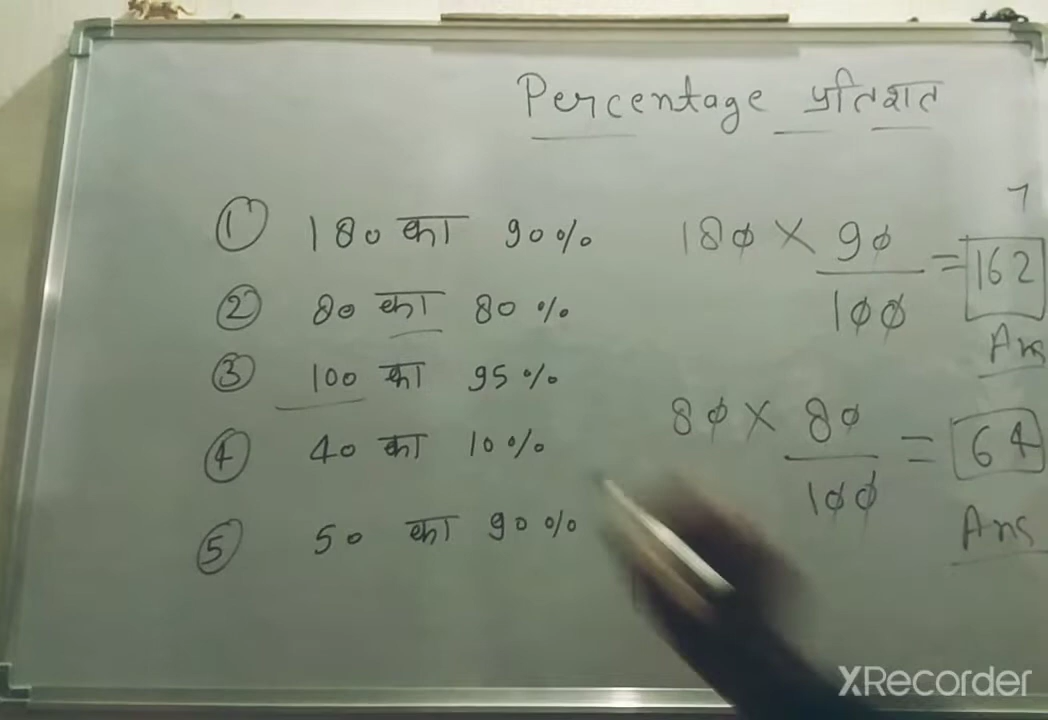 Percentage प्रतिशत
① 180 का 90%
② 80 का 80%
③ 100 का 95%
④ 40 का 10%
⑤ 50 का 90%
180 × 90/100 = 162
Ans
80 × 80/100 = 64
Ans
XRecorder